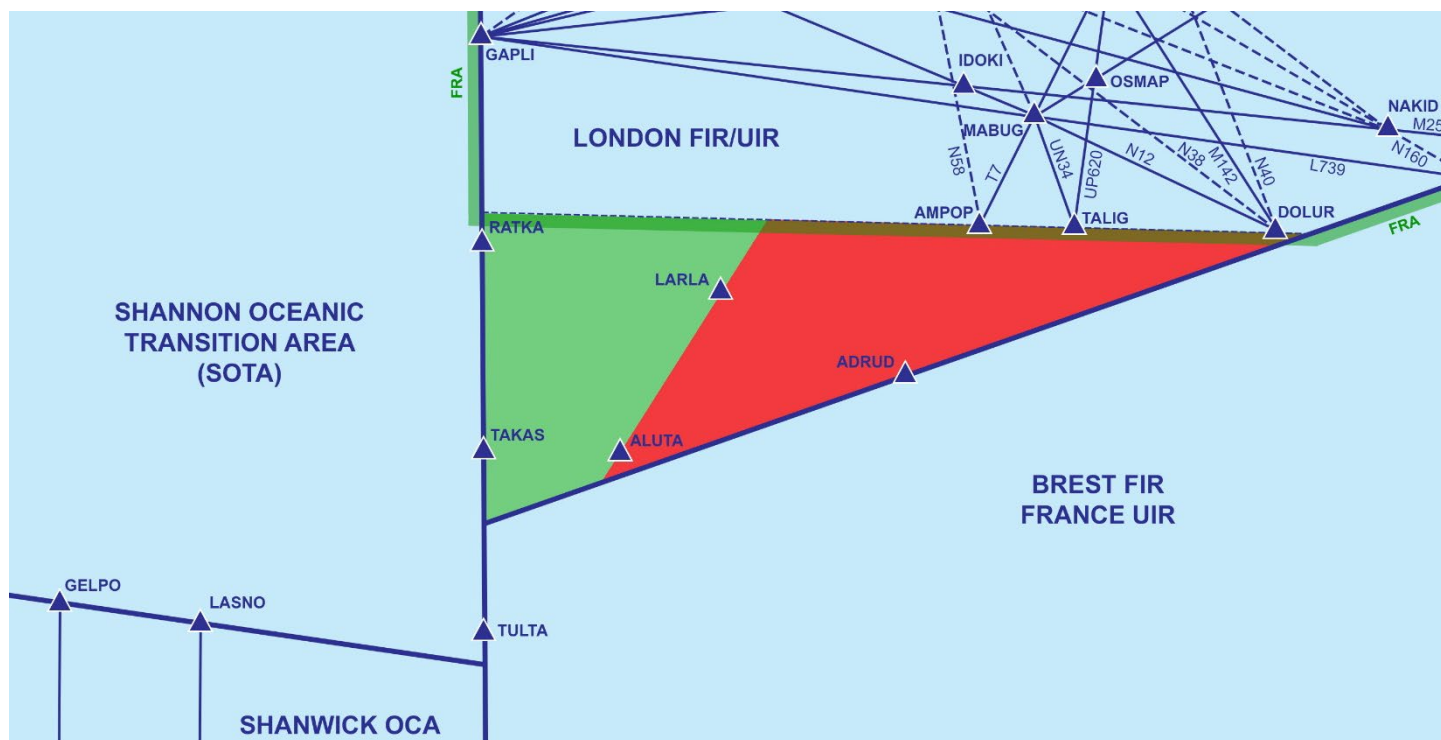 GAPLI
FRA
IDOKI
OSMAP
NAKID
M25
MABUG
LONDON FIR/UIR
N58
T7
UN34
UP620
N12
N38
M142
N40
L739
N160
AMPOP
TALIG
DOLUR
FRA
RATKA
LARLA
SHANNON OCEANIC
TRANSITION AREA
(SOTA)
ADRUD
TAKAS
ALUTA
BREST FIR
FRANCE UIR
GELPO
LASNO
TULTA
SHANWICK OCA